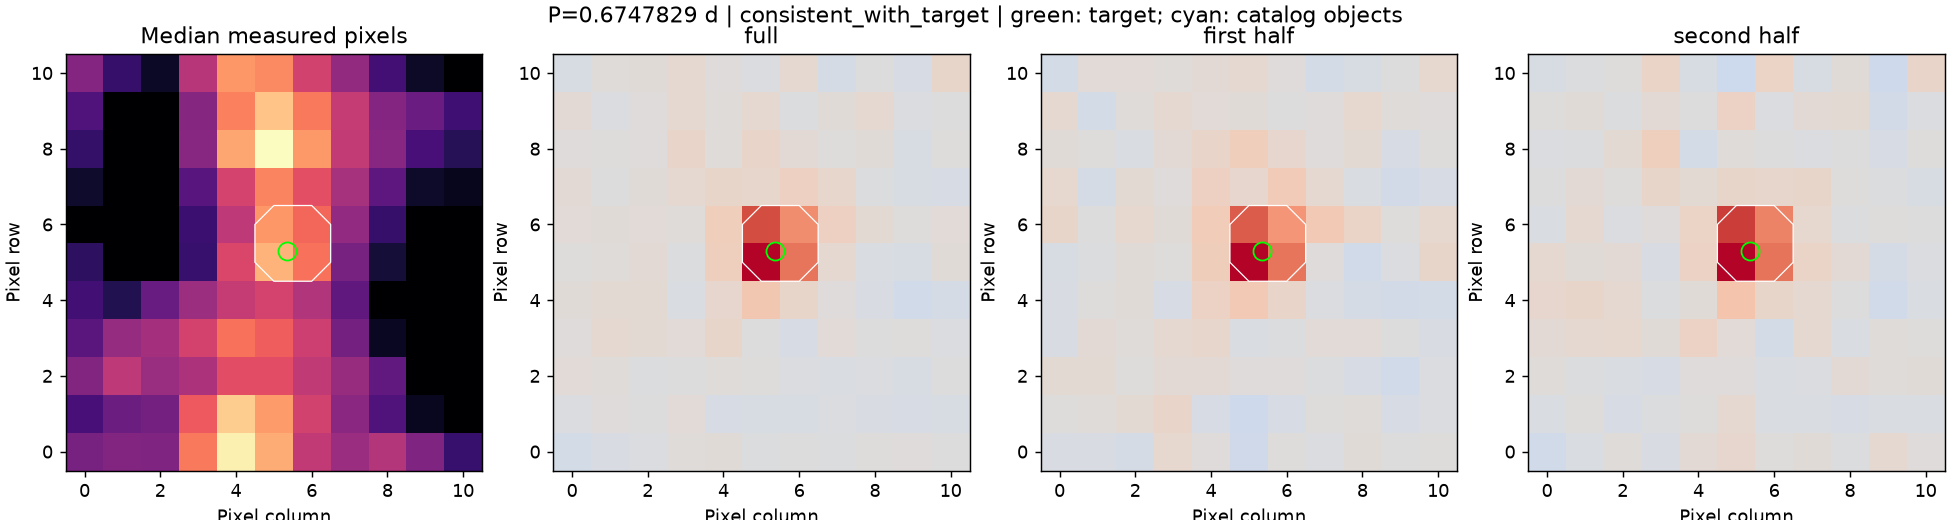 P=0.6747829 d | consistent_with_target | green: target; cyan: catalog objects
Median measured pixels
full
first half
second half
Pixel row
10
8
6
4
2
0
0 2 4 6 8 10
Pixel column
Pixel row
10
8
6
4
2
0
0 2 4 6 8 10
Pixel column
Pixel row
10
8
6
4
2
0
0 2 4 6 8 10
Pixel column
Pixel row
10
8
6
4
2
0
0 2 4 6 8 10
Pixel column